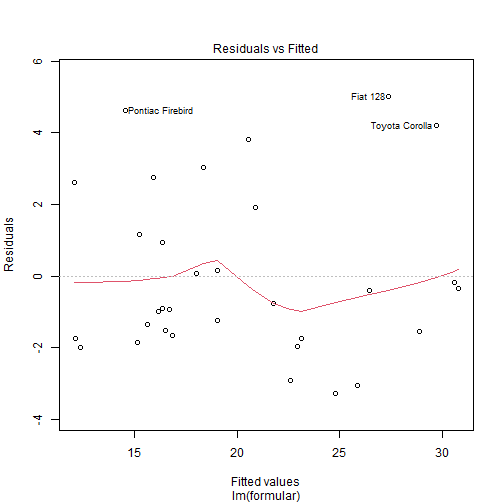 Residuals vs Fitted
6
4
2
0
-2
-4
Residuals
Fiat 128
Pontiac Firebird
Toyota Corolla
15 20 25 30
Fitted values
lm(formular)